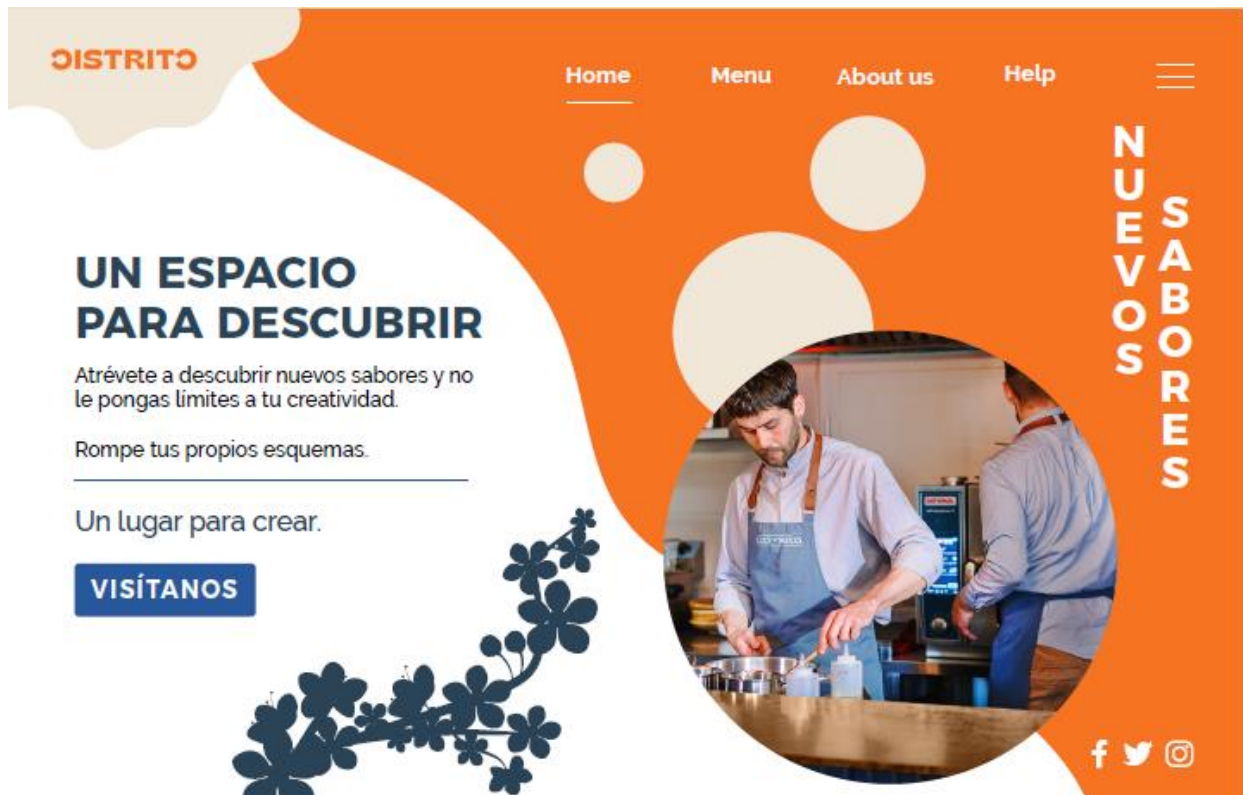 DISTRITO
Home
Menu
About us
Help
NUEVOS
SABORES
UN ESPACIO
PARA DESCUBRIR
Atrévete a descubrir nuevos sabores y no
le pongas límites a tu creatividad.
Rompe tus propios esquemas.
Un lugar para crear.
VISÍTANOS